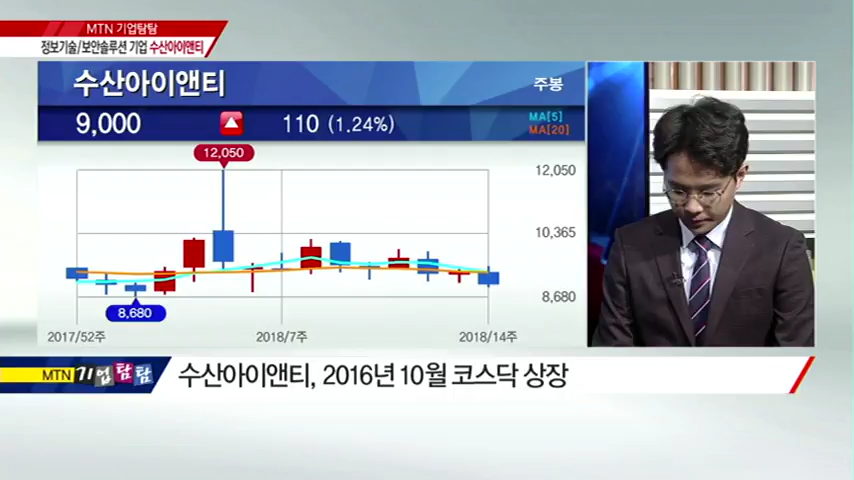 MTN 기업탐탐
정보기술/보안솔루션 기업 수산아이앤티
수산아이앤티
주봉
9,000
110 (1.24%)
MA[5]
MA[20]
12,050
12,050
10,365
8,680
8,680
2017/52주
2018/7주
2018/14주
MTN 기업탐탐
수산아이앤티, 2016년 10월 코스닥 상장